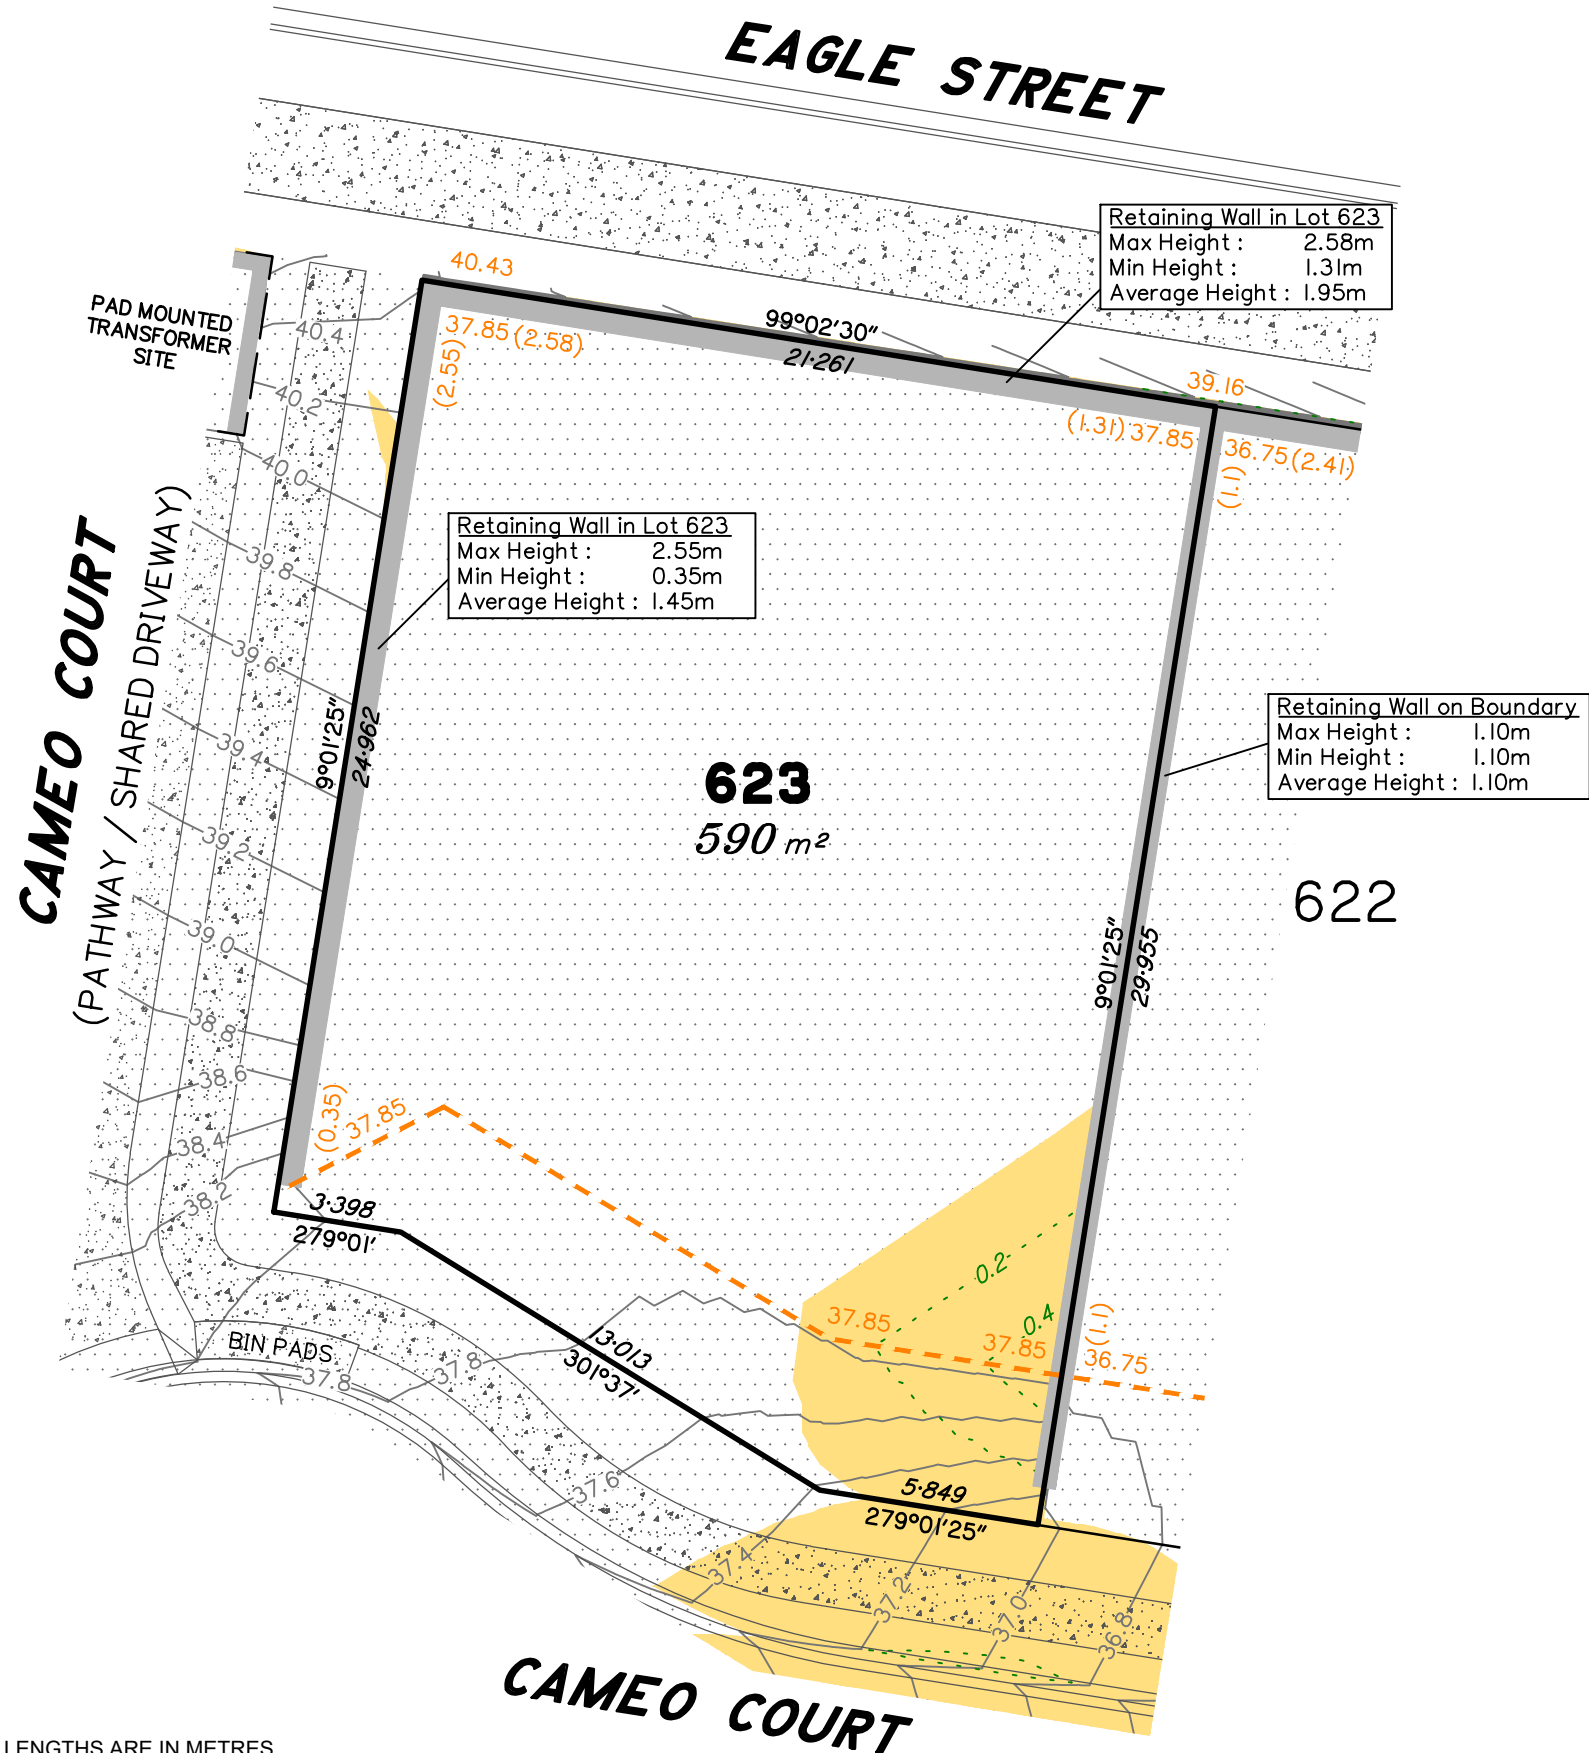 EAGLE STREET
Retaining Wall in Lot 623
Max Height : 2.58m
Min Height : 1.31m
Average Height : 1.95m
40.43
PAD MOUNTED
TRANSFORMER
SITE
40.4
37.85 (2.58)
(2.55)
99°02'30"
21·261
39.16
40.2
(1.31) 37.85
36.75 (2.41)
(1.1)
40.0
Retaining Wall in Lot 623
Max Height : 2.55m
Min Height : 0.35m
Average Height : 1.45m
CAMEO COURT
(PATHWAY / SHARED DRIVEWAY)
39.8
39.6
39.4
39.2
39.0
38.8
38.6
38.4
38.2
9°01'25"
24·962
Retaining Wall on Boundary
Max Height : 1.10m
Min Height : 1.10m
Average Height : 1.10m
623
590 m²
622
9°01'25"
29·955
(0.35)
37.85
3·398
279°01'
0.2
0.4
37.85
37.85
(1.1)
36.75
BIN PADS
37.8
37.8
13·013
301°37'
37.6
5·849
279°01'25"
37.4
37.2
37.0
36.8
CAMEO COURT
LENGTHS ARE IN METRES